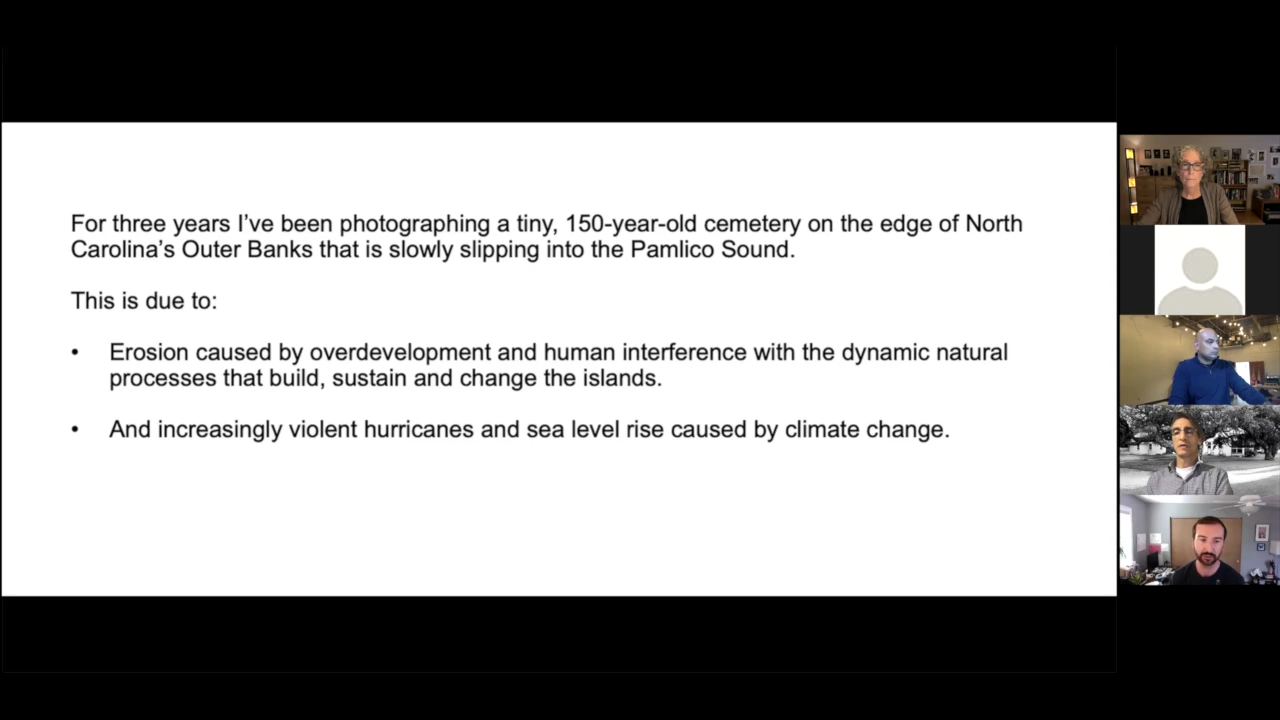 For three years I’ve been photographing a tiny, 150-year-old cemetery on the edge of North
Carolina’s Outer Banks that is slowly slipping into the Pamlico Sound.
This is due to:
• Erosion caused by overdevelopment and human interference with the dynamic natural
processes that build, sustain and change the islands.
• And increasingly violent hurricanes and sea level rise caused by climate change.